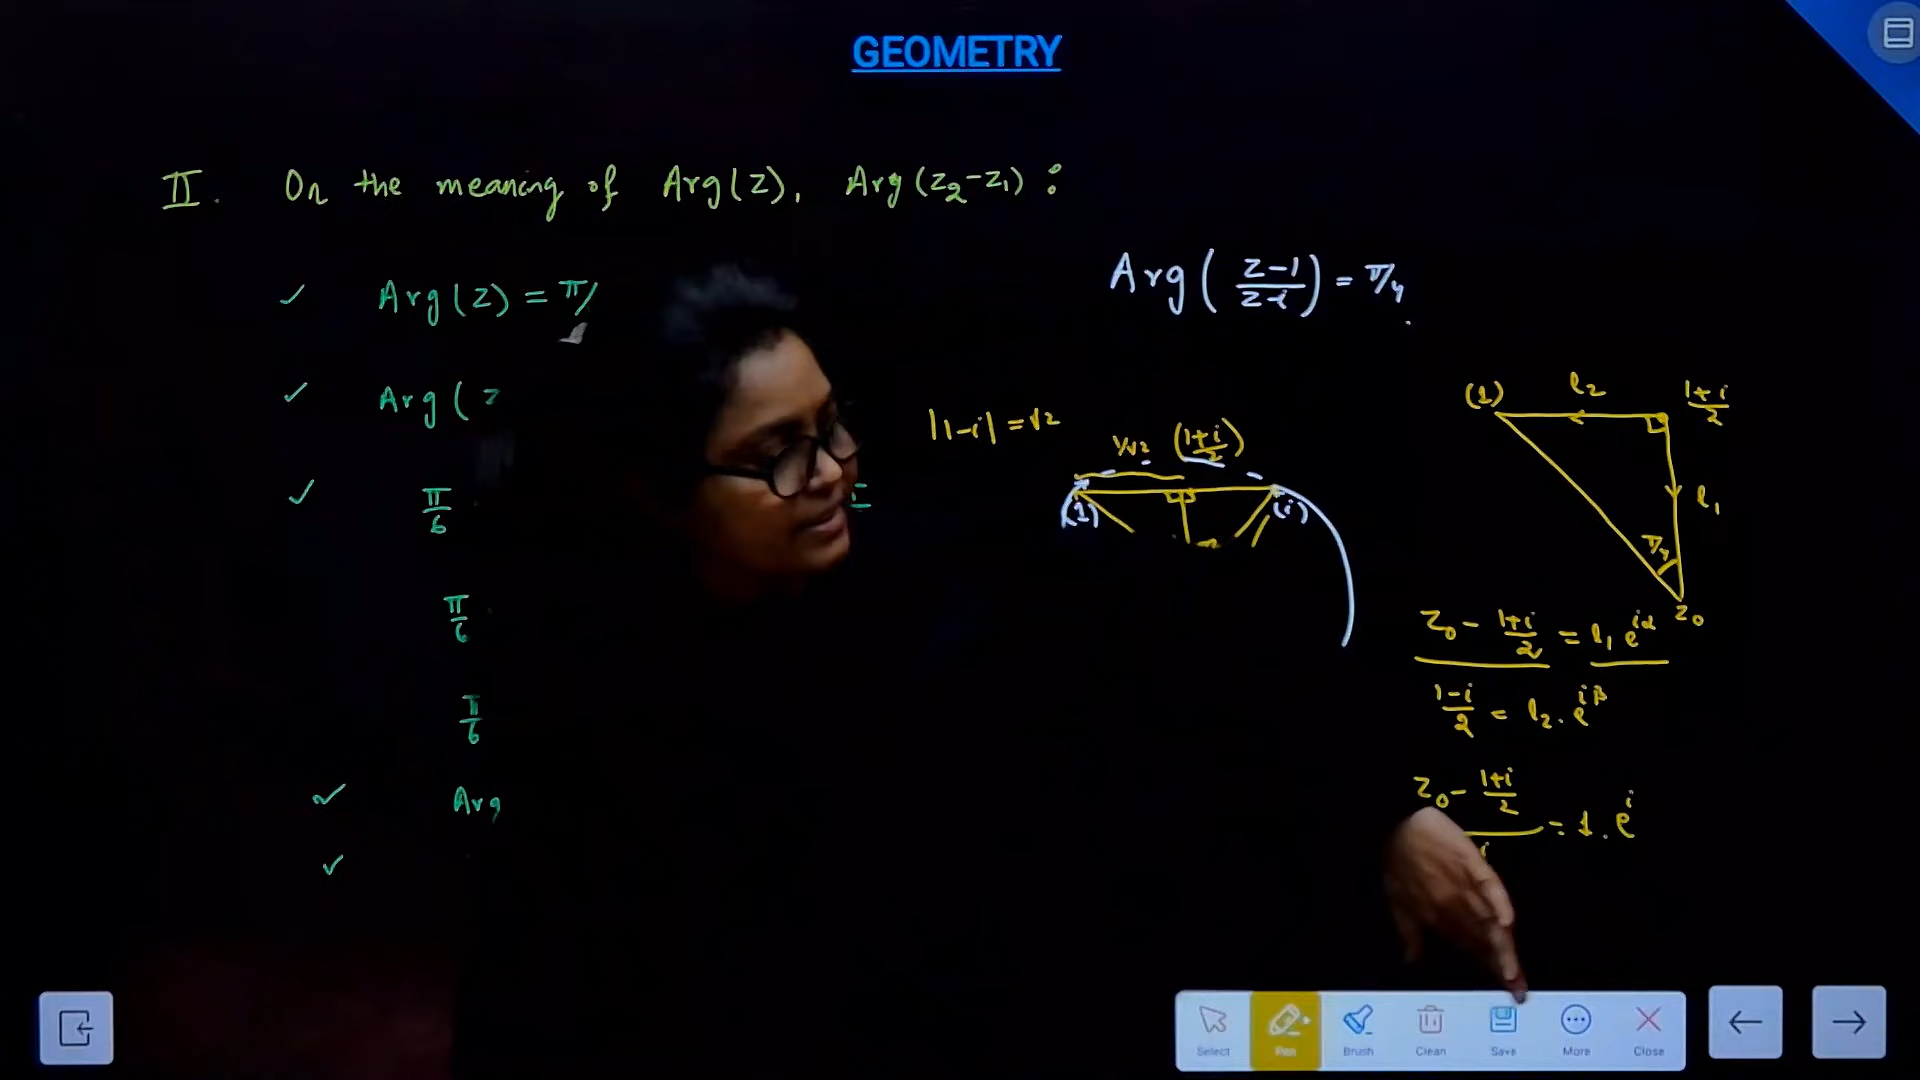 GEOMETRY
II. On the meaning of Arg(z), Arg(z₂-z₁) :
✓ Arg(z) = π/
Arg( (z-1)/(z-i) ) = π/4.
✓ Arg( z
|1-i| = √2
1/√2 ((1+i)/2)
(1) (i)
(1) l₂ (1+i)/2
l₁
π/4
z₀
✓ π/6
=
π/6
π/6
✓ Arg
✓
z₀ - (1+i)/2 = l₁ e^{iα}
(1-i)/2 = l₂. e^{iβ}
z₀ - (1+i)/2
= 1. e^{i
Select Pen Brush Clean Save More Close